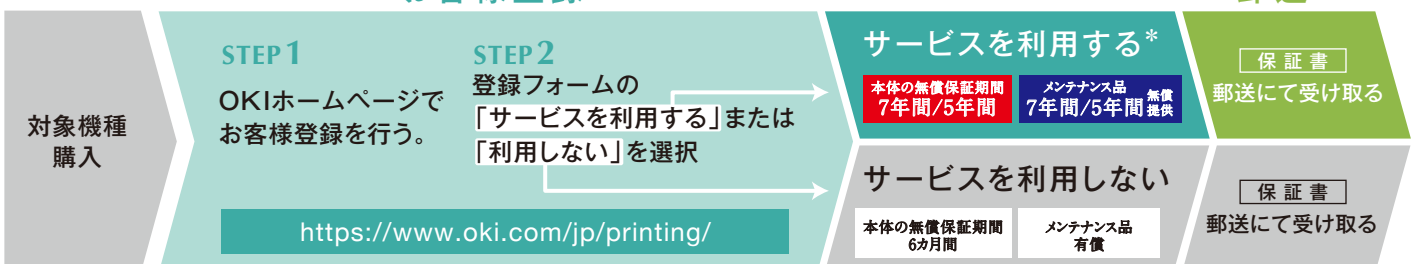 お客様登録
郵送
対象機種
購入
STEP 1
OKIホームページで
お客様登録を行う。
STEP 2
登録フォームの
「サービスを利用する」または
「利用しない」を選択
https://www.oki.com/jp/printing/
サービスを利用する*
本体の無償保証期間
7年間/5年間
メンテナンス品
7年間/5年間 無償提供
保証書
郵送にて受け取る
サービスを利用しない
本体の無償保証期間
6カ月間
メンテナンス品
有償
保証書
郵送にて受け取る